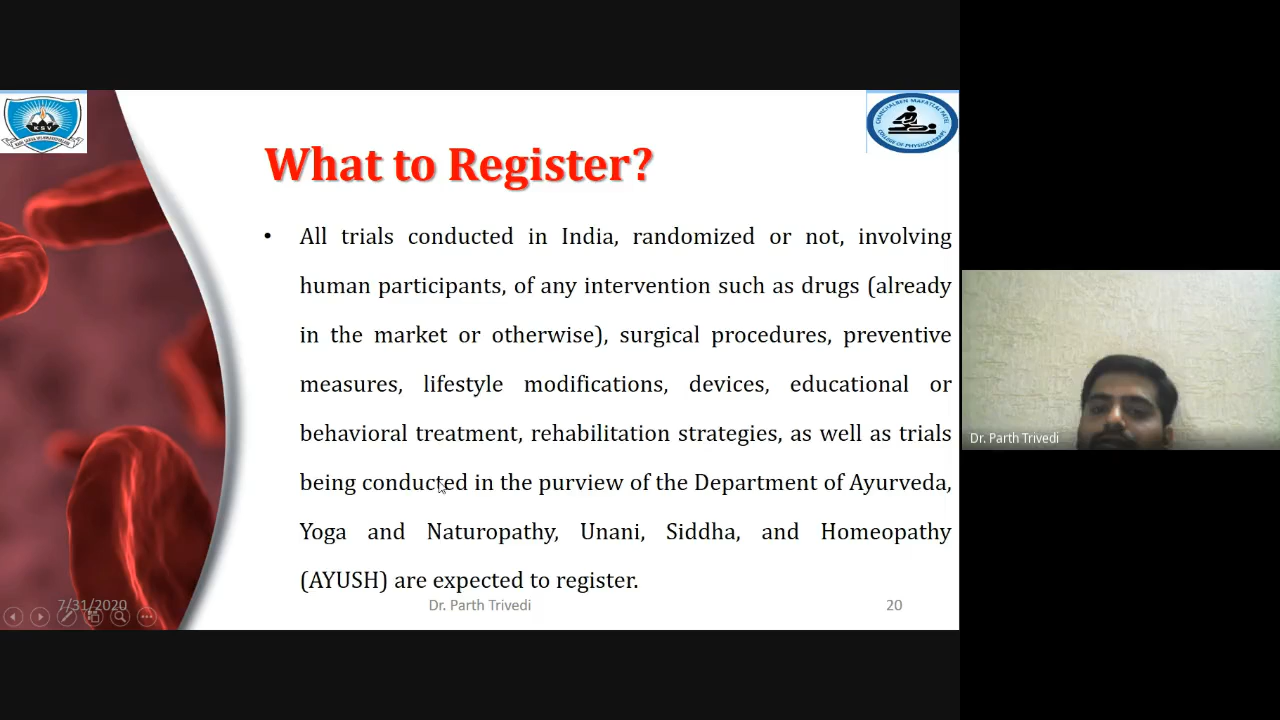 KSV
What to Register?
• All trials conducted in India, randomized or not, involving
human participants, of any intervention such as drugs (already
in the market or otherwise), surgical procedures, preventive
measures, lifestyle modifications, devices, educational or
behavioral treatment, rehabilitation strategies, as well as trials
being conducted in the purview of the Department of Ayurveda,
Yoga and Naturopathy, Unani, Siddha, and Homeopathy
(AYUSH) are expected to register.
7/31/2020
Dr. Parth Trivedi
20
Dr. Parth Trivedi